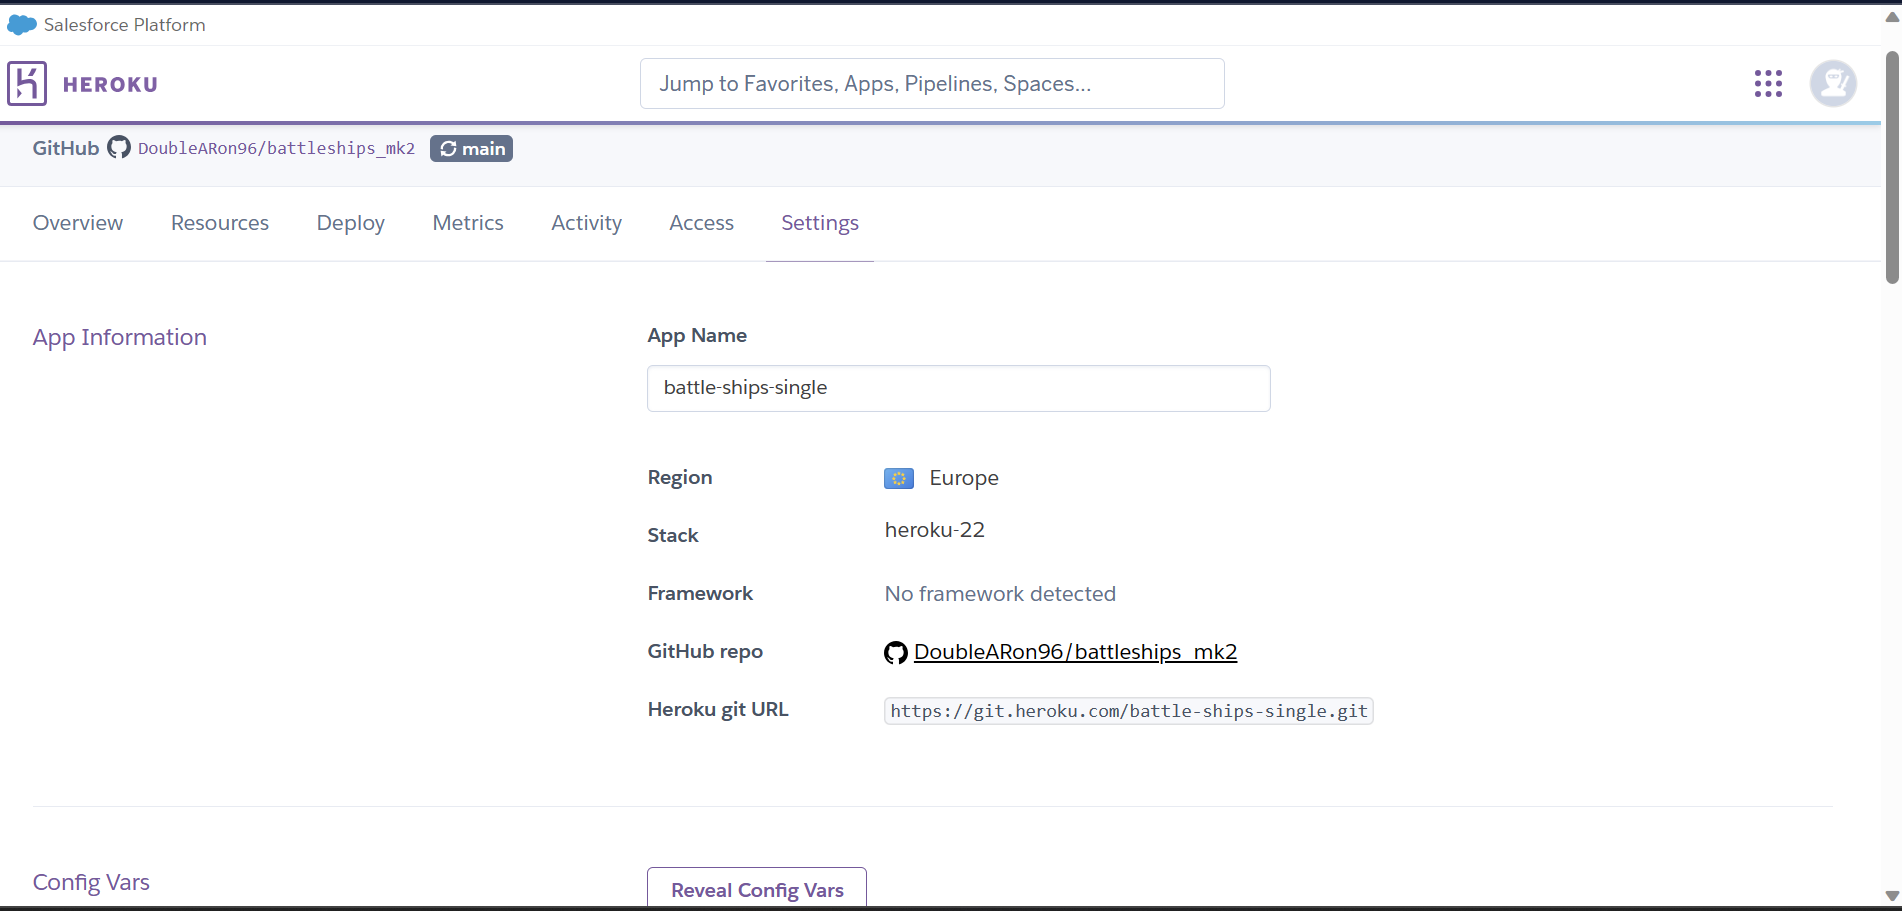 Salesforce Platform
HEROKU
Jump to Favorites, Apps, Pipelines, Spaces...
GitHub DoubleARon96/battleships_mk2 main
Overview Resources Deploy Metrics Activity Access Settings
App Information
App Name
battle-ships-single
Region Europe
Stack heroku-22
Framework No framework detected
GitHub repo DoubleARon96/battleships_mk2
Heroku git URL https://git.heroku.com/battle-ships-single.git
Config Vars
Reveal Config Vars